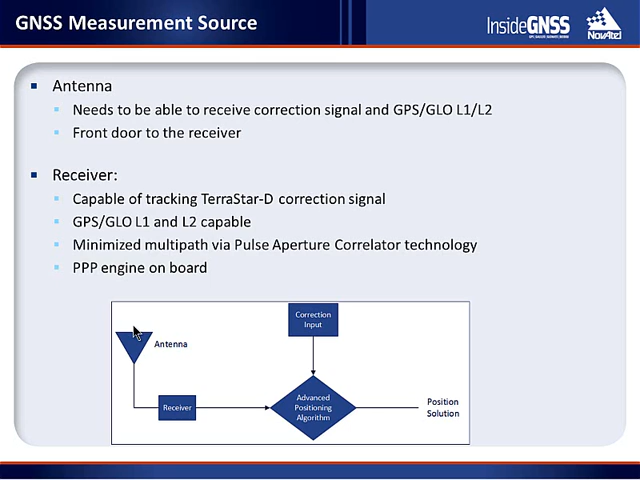 GNSS Measurement Source
InsideGNSS
NovAtel
Antenna
Needs to be able to receive correction signal and GPS/GLO L1/L2
Front door to the receiver
Receiver:
Capable of tracking TerraStar-D correction signal
GPS/GLO L1 and L2 capable
Minimized multipath via Pulse Aperture Correlator technology
PPP engine on board
Correction
Input
Antenna
Receiver
Advanced
Positioning
Algorithm
Position
Solution